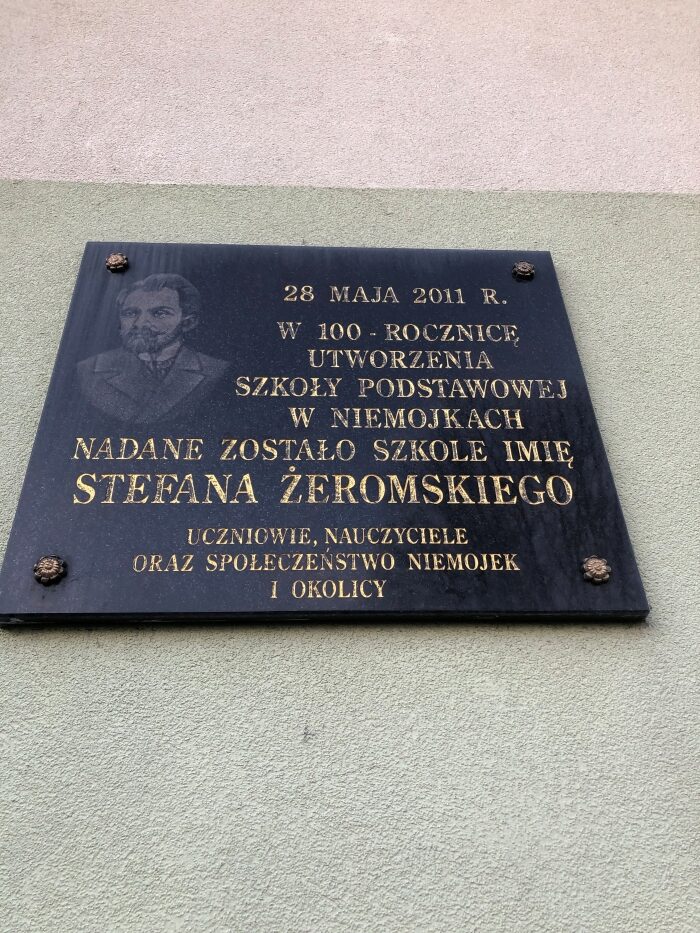 28 MAJA 2011 R.
W 100 - ROCZNICĘ
UTWORZENIA
SZKOŁY PODSTAWOWEJ
W NIEMOJKACH
NADANE ZOSTAŁO SZKOLE IMIĘ
STEFANA ŻEROMSKIEGO
UCZNIOWIE, NAUCZYCIELE
ORAZ SPOŁECZEŃSTWO NIEMOJEK
I OKOLICY